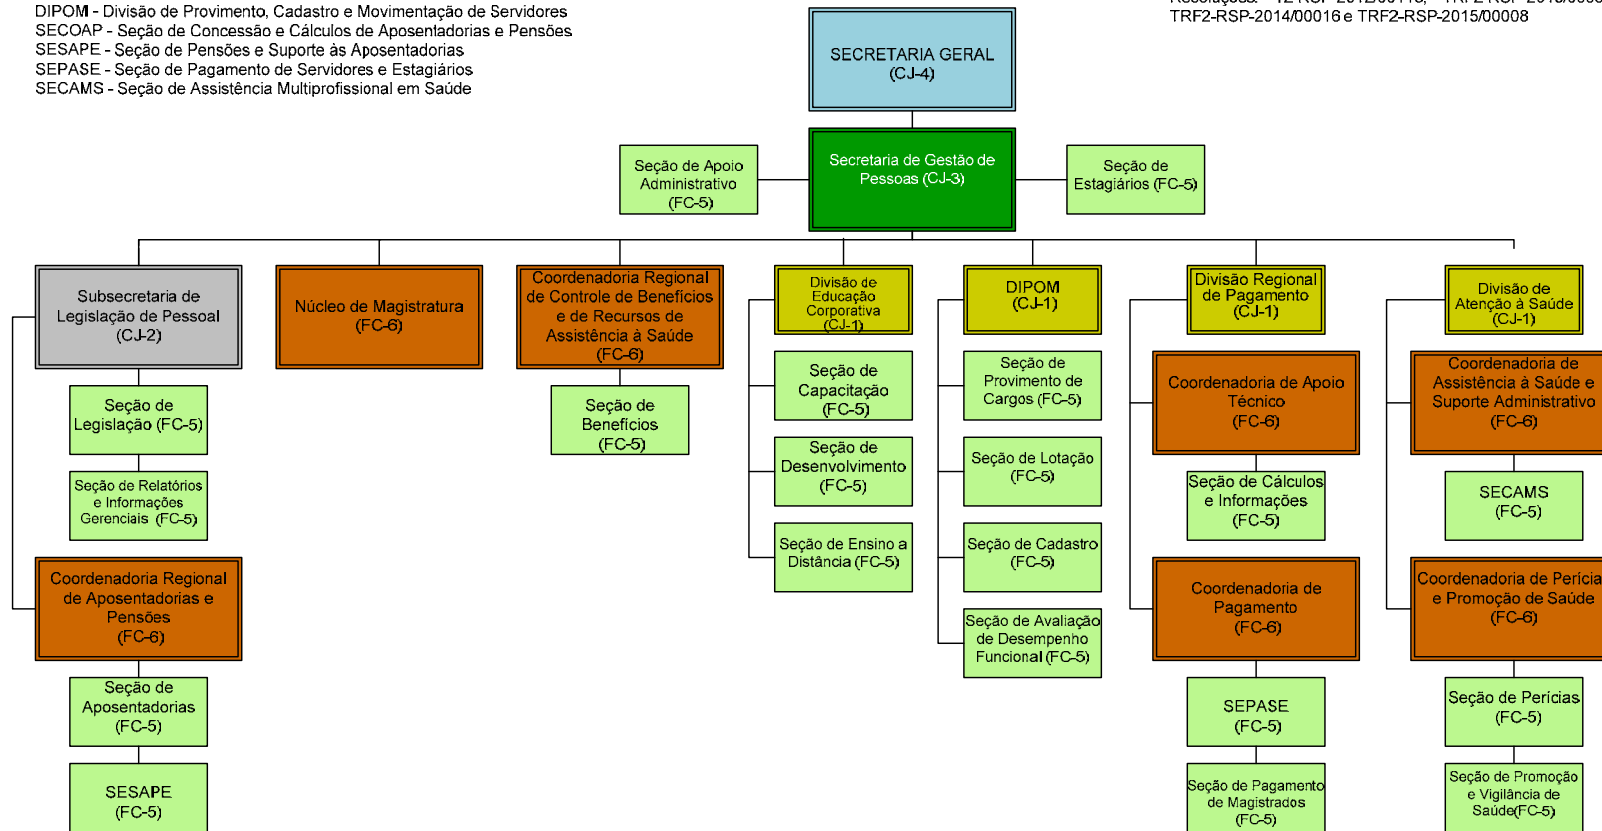 DIPOM - Divisão de Provimento, Cadastro e Movimentação de Servidores
SECOAP - Seção de Concessão e Cálculos de Aposentadorias e Pensões
SESAPE - Seção de Pensões e Suporte às Aposentadorias
SEPASE - Seção de Pagamento de Servidores e Estagiários
SECAMS - Seção de Assistência Multiprofissional em Saúde
TRF2-RSP-2014/00016 e TRF2-RSP-2015/00008
SECRETARIA GERAL
(CJ-4)
Seção de Apoio
Administrativo
(FC-5)
Secretaria de Gestão de
Pessoas (CJ-3)
Seção de
Estagiários (FC-5)
Subsecretaria de
Legislação de Pessoal
(CJ-2)
Núcleo de Magistratura
(FC-6)
Coordenadoria Regional
de Controle de Benefícios
e de Recursos de
Assistência à Saúde
(FC-6)
Divisão de
Educação
Corporativa
(CJ-1)
DIPOM
(CJ-1)
Divisão Regional
de Pagamento
(CJ-1)
Divisão de
Atenção à Saúde
(CJ-1)
Seção de
Legislação (FC-5)
Seção de Relatórios
e Informações
Gerenciais (FC-5)
Coordenadoria Regional
de Aposentadorias e
Pensões
(FC-6)
Seção de
Aposentadorias
(FC-5)
SESAPE
(FC-5)
Seção de
Benefícios
(FC-5)
Seção de
Capacitação
(FC-5)
Seção de
Desenvolvimento
(FC-5)
Seção de Ensino a
Distância (FC-5)
Seção de
Provimento de
Cargos (FC-5)
Seção de Lotação
(FC-5)
Seção de Cadastro
(FC-5)
Seção de Avaliação
de Desempenho
Funcional (FC-5)
Coordenadoria de Apoio
Técnico
(FC-6)
Seção de Cálculos
e Informações
(FC-5)
Coordenadoria de
Pagamento
(FC-6)
SEPASE
(FC-5)
Seção de Pagamento
de Magistrados
(FC-5)
Coordenadoria de
Assistência à Saúde e
Suporte Administrativo
(FC-6)
SECAMS
(FC-5)
Coordenadoria de Perícia
e Promoção de Saúde
(FC-6)
Seção de Perícias
(FC-5)
Seção de Promoção
e Vigilância de
Saúde(FC-5)